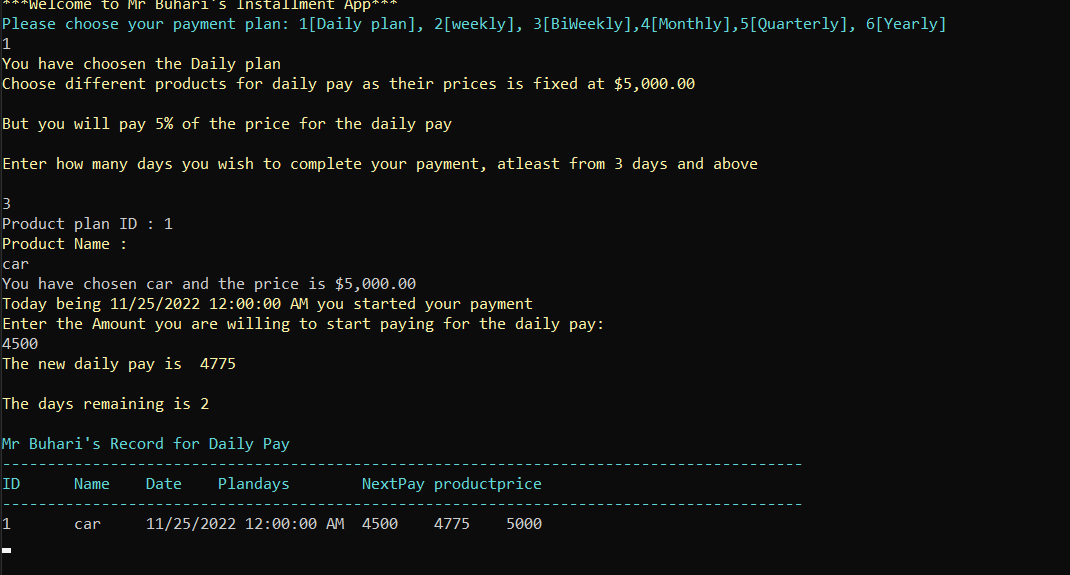 ***Welcome to Mr Buhari's Installment App***
Please choose your payment plan: 1[Daily plan], 2[weekly], 3[BiWeekly],4[Monthly],5[Quarterly], 6[Yearly]
1
You have choosen the Daily plan
Choose different products for daily pay as their prices is fixed at $5,000.00
But you will pay 5% of the price for the daily pay
Enter how many days you wish to complete your payment, atleast from 3 days and above
3
Product plan ID : 1
Product Name :
car
You have chosen car and the price is $5,000.00
Today being 11/25/2022 12:00:00 AM you started your payment
Enter the Amount you are willing to start paying for the daily pay:
4500
The new daily pay is  4775
The days remaining is 2
Mr Buhari's Record for Daily Pay
-----------------------------------------------------------------------------------------
ID      Name    Date    Plandays        NextPay productprice
-----------------------------------------------------------------------------------------
1       car     11/25/2022 12:00:00 AM  4500    4775    5000